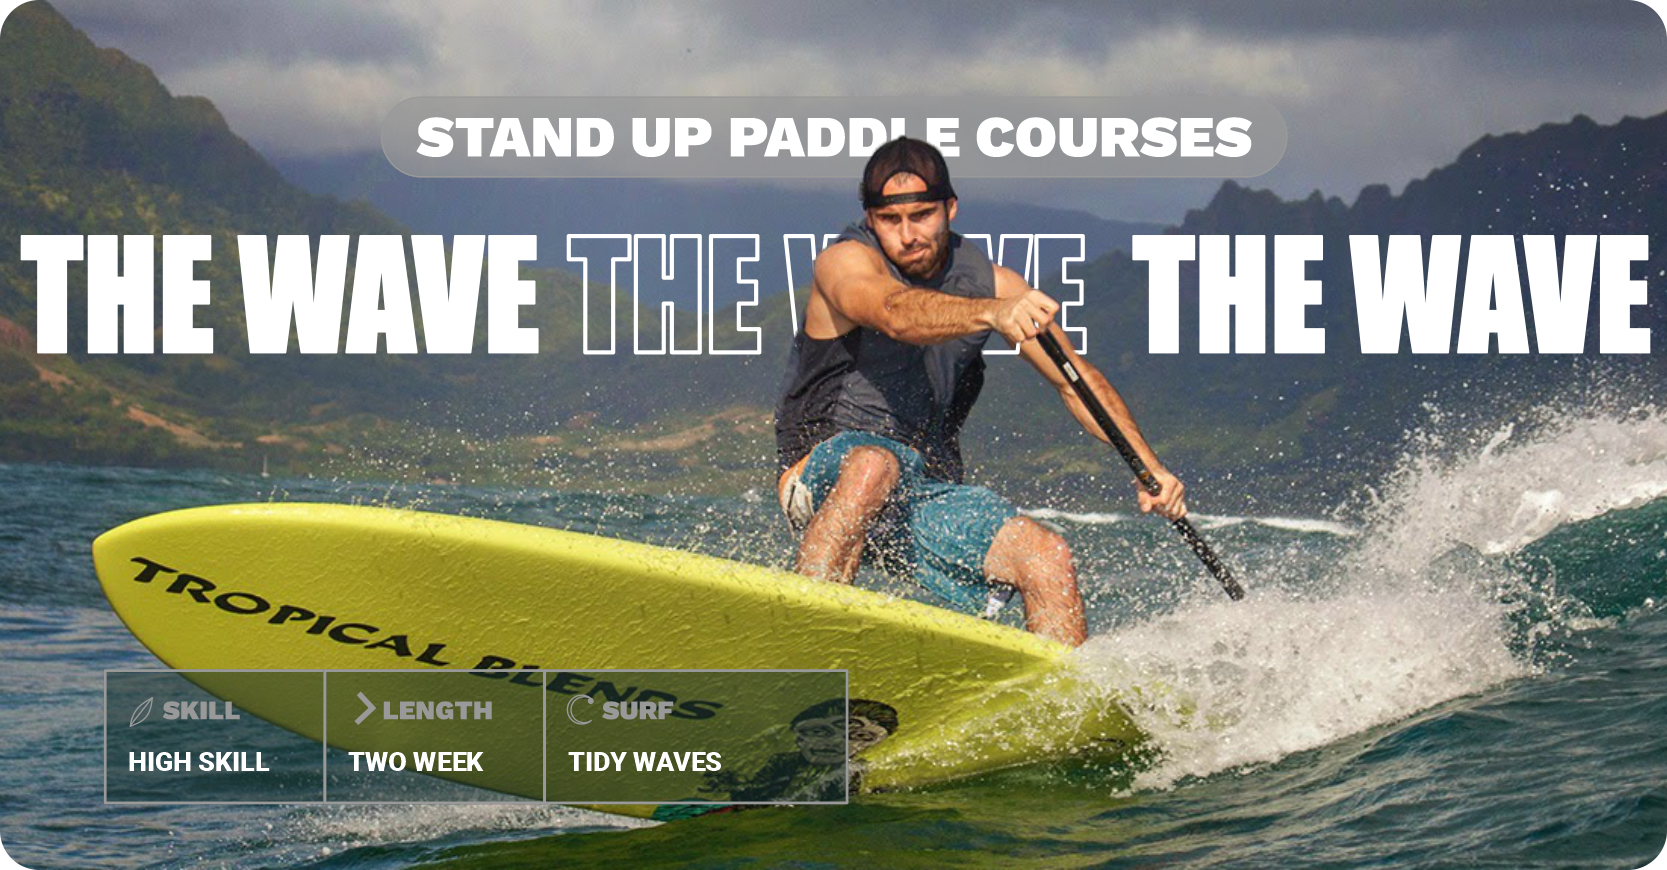 STAND UP PADDLE COURSES
THE WAVE THE WAVE THE WAVE
TROPICAL BLENDS
SKILL LENGTH SURF
HIGH SKILL TWO WEEK TIDY WAVES